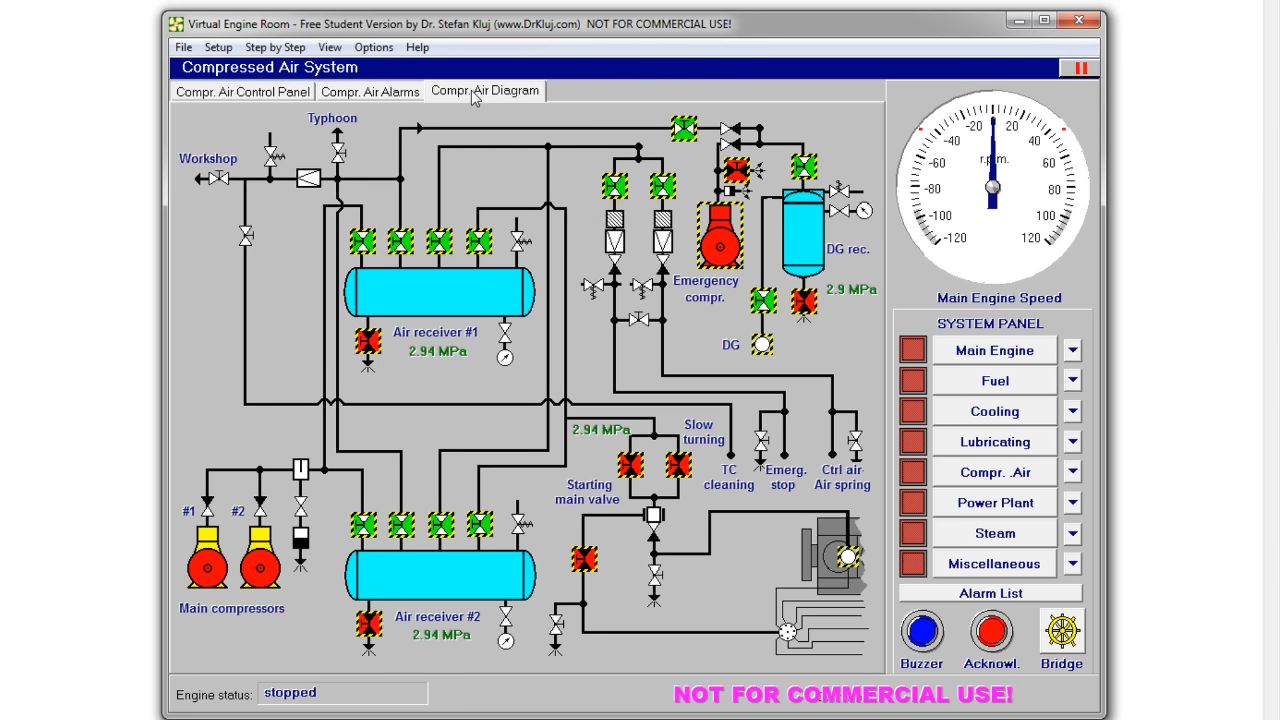 Virtual Engine Room - Free Student Version by Dr. Stefan Kluj (www.DrKluj.com)  NOT FOR COMMERCIAL USE!
File Setup Step by Step View Options Help
Compressed Air System
Compr. Air Control Panel Compr. Air Alarms Compr. Air Diagram
Typhoon
Workshop
Air receiver #1
2.94 MPa
Emergency
compr.
DG rec.
2.9 MPa
DG
2.94 MPa
Slow
turning
Starting
main valve
TC
cleaning
Emerg.
stop
Ctrl air
Air spring
#1 #2
Main compressors
Air receiver #2
2.94 MPa
-20 20
-40 40
r.p.m.
-60 60
-80 80
-100 100
-120 120
Main Engine Speed
SYSTEM PANEL
Main Engine
Fuel
Cooling
Lubricating
Compr. .Air
Power Plant
Steam
Miscellaneous
Alarm List
Buzzer Acknowl. Bridge
Engine status: stopped
NOT FOR COMMERCIAL USE!